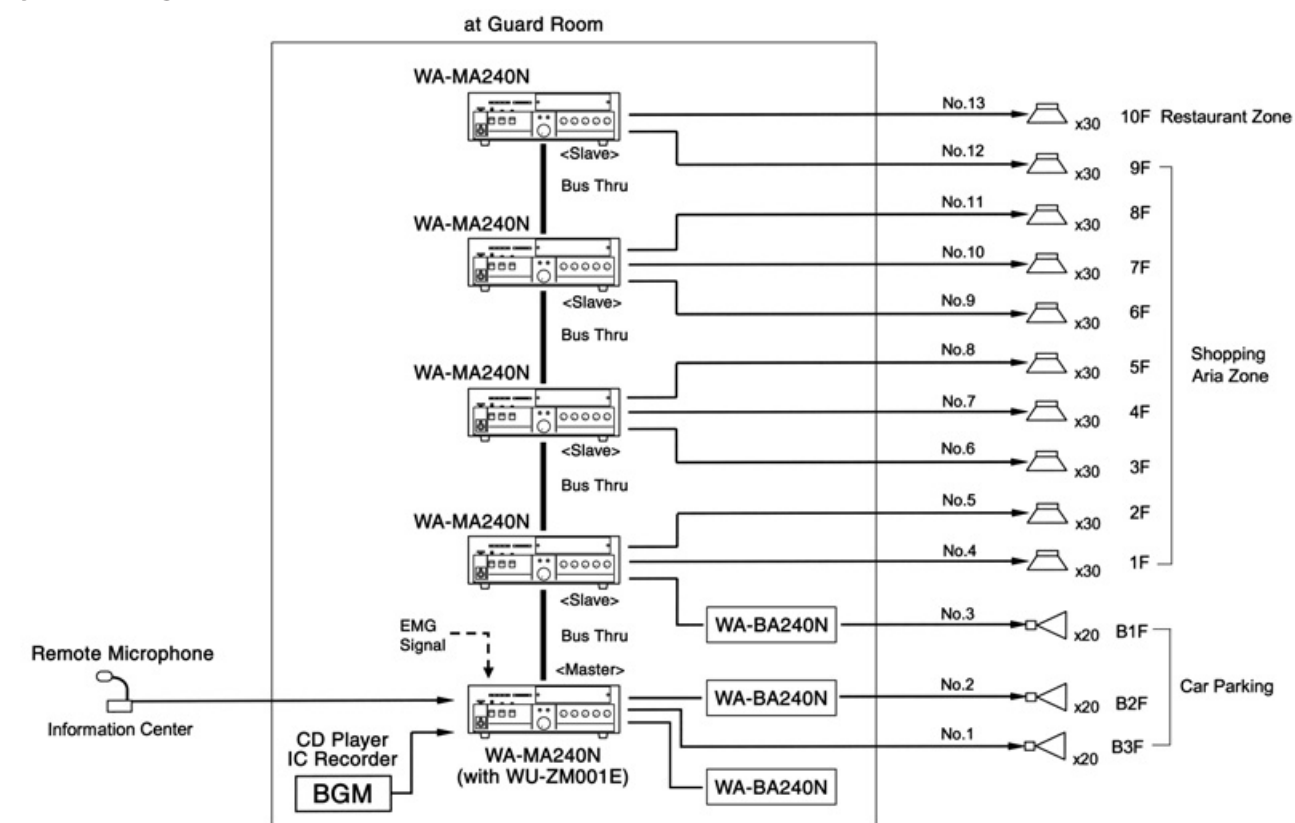 at Guard Room
WA-MA240N
<Slave>
Bus Thru
No.13
x30
10F Restaurant Zone
No.12
x30
9F
WA-MA240N
<Slave>
Bus Thru
No.11
x30
8F
No.10
x30
7F
No.9
x30
6F
WA-MA240N
<Slave>
Bus Thru
No.8
x30
5F
No.7
x30
4F
No.6
x30
3F
Shopping
Aria Zone
WA-MA240N
<Slave>
Bus Thru
No.5
x30
2F
No.4
x30
1F
WA-BA240N
No.3
x20
B1F
EMG
Signal
<Master>
Remote Microphone
Information Center
WA-BA240N
No.2
x20
B2F
Car Parking
No.1
x20
B3F
CD Player
IC Recorder
BGM
WA-MA240N
(with WU-ZM001E)
WA-BA240N